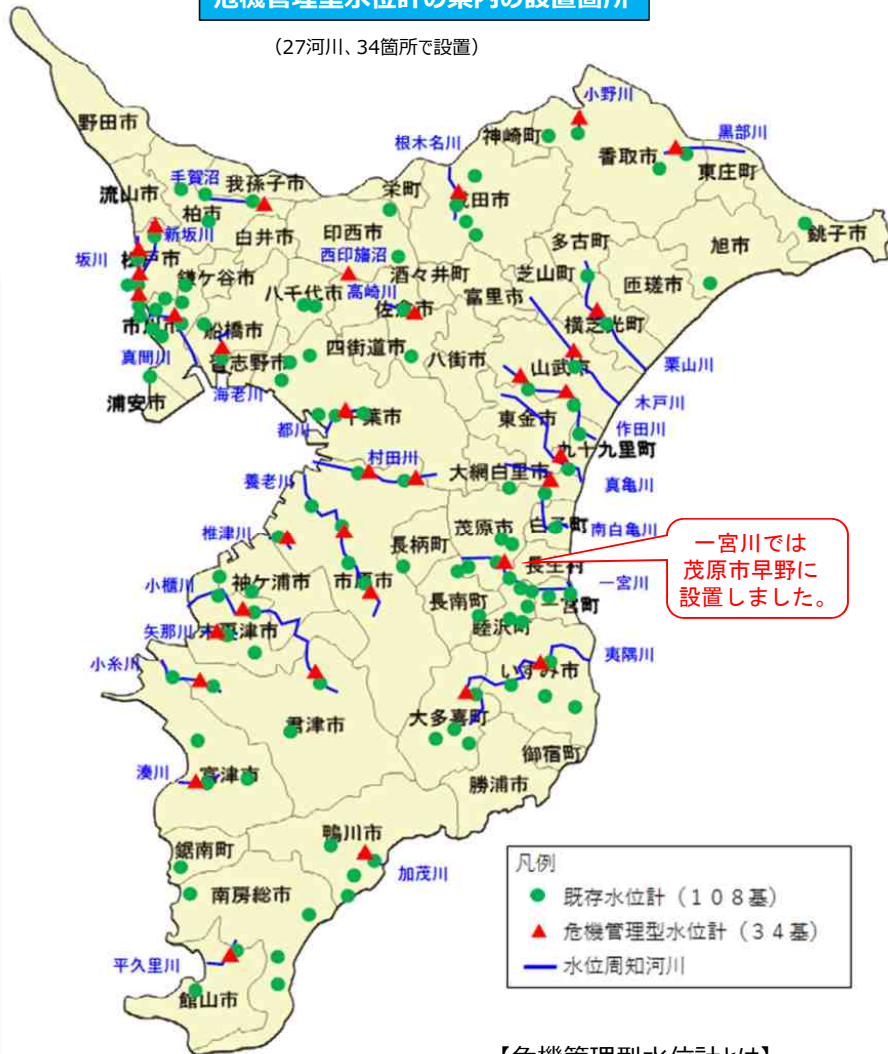 危機管理型水位計の県内の設置箇所
（27河川、34箇所で設置）
小野川
黒部川
神崎町
根木名川
香取市
東庄町
野田市
手賀沼
我孫子市
栄町
成田市
流山市
柏市
印西市
銚子市
白井市
多古町
旭市
新坂川
坂川
松戸市
西印旛沼
酒々井町
芝山町
匝瑳市
鎌ケ谷市
八千代市
高崎川
富里市
佐倉市
横芝光町
市川市
船橋市
四街道市
八街市
山武市
真間川
習志野市
栗山川
浦安市
海老川
木戸川
都川
千葉市
東金市
作田川
九十九里町
村田川
大網白里市
養老川
真亀川
椎津川
茂原市
白子町
南白亀川
長柄町
長生村
一宮川では
茂原市早野に
設置しました。
小櫃川
袖ケ浦市
市原市
一宮川
長南町
一宮町
矢那川
木更津市
睦沢町
小糸川
夷隅川
いすみ市
大多喜町
君津市
御宿町
湊川
富津市
勝浦市
鴨川市
鋸南町
加茂川
南房総市
平久里川
館山市
凡例
既存水位計（１０８基）
危機管理型水位計（３４基）
水位周知河川
【危機管理型水位計とは】